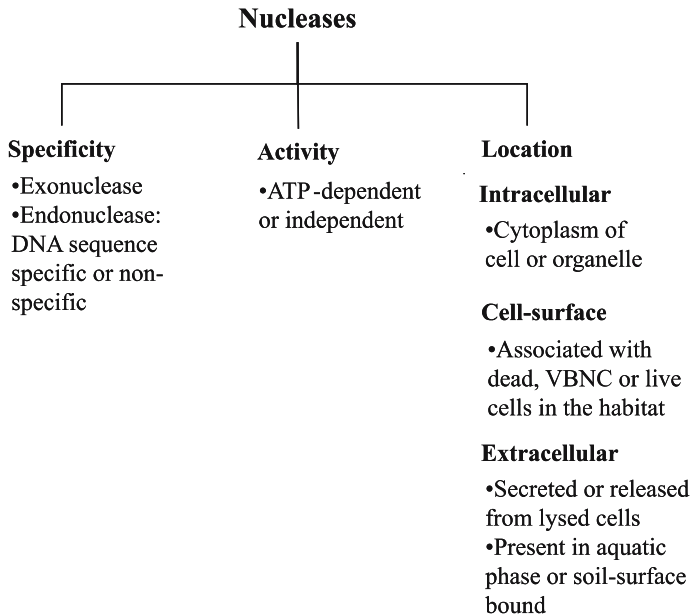 Nucleases
Specificity
•Exonuclease
•Endonuclease:
DNA sequence
specific or non-
specific
Activity
•ATP-dependent
or independent
Location
Intracellular
•Cytoplasm of
cell or organelle
Cell-surface
•Associated with
dead, VBNC or live
cells in the habitat
Extracellular
•Secreted or released
from lysed cells
•Present in aquatic
phase or soil-surface
bound